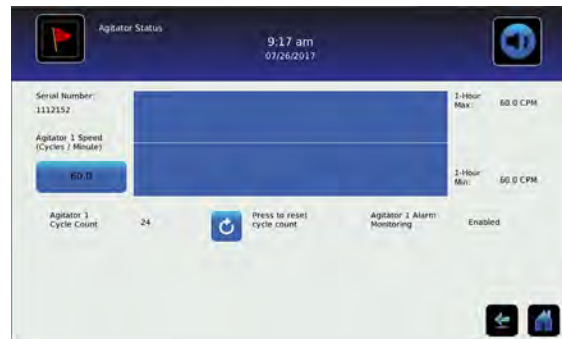 Agitator Status
9:17 am
07/26/2017
Serial Number:
1112152
1-Hour
Max:
60.0 CPM
Agitator 1 Speed
(Cycles / Minute)
60.0
1-Hour
Min:
60.0 CPM
Agitator 1
Cycle Count
24
Press to reset
cycle count
Agitator 1 Alarm
Monitoring
Enabled